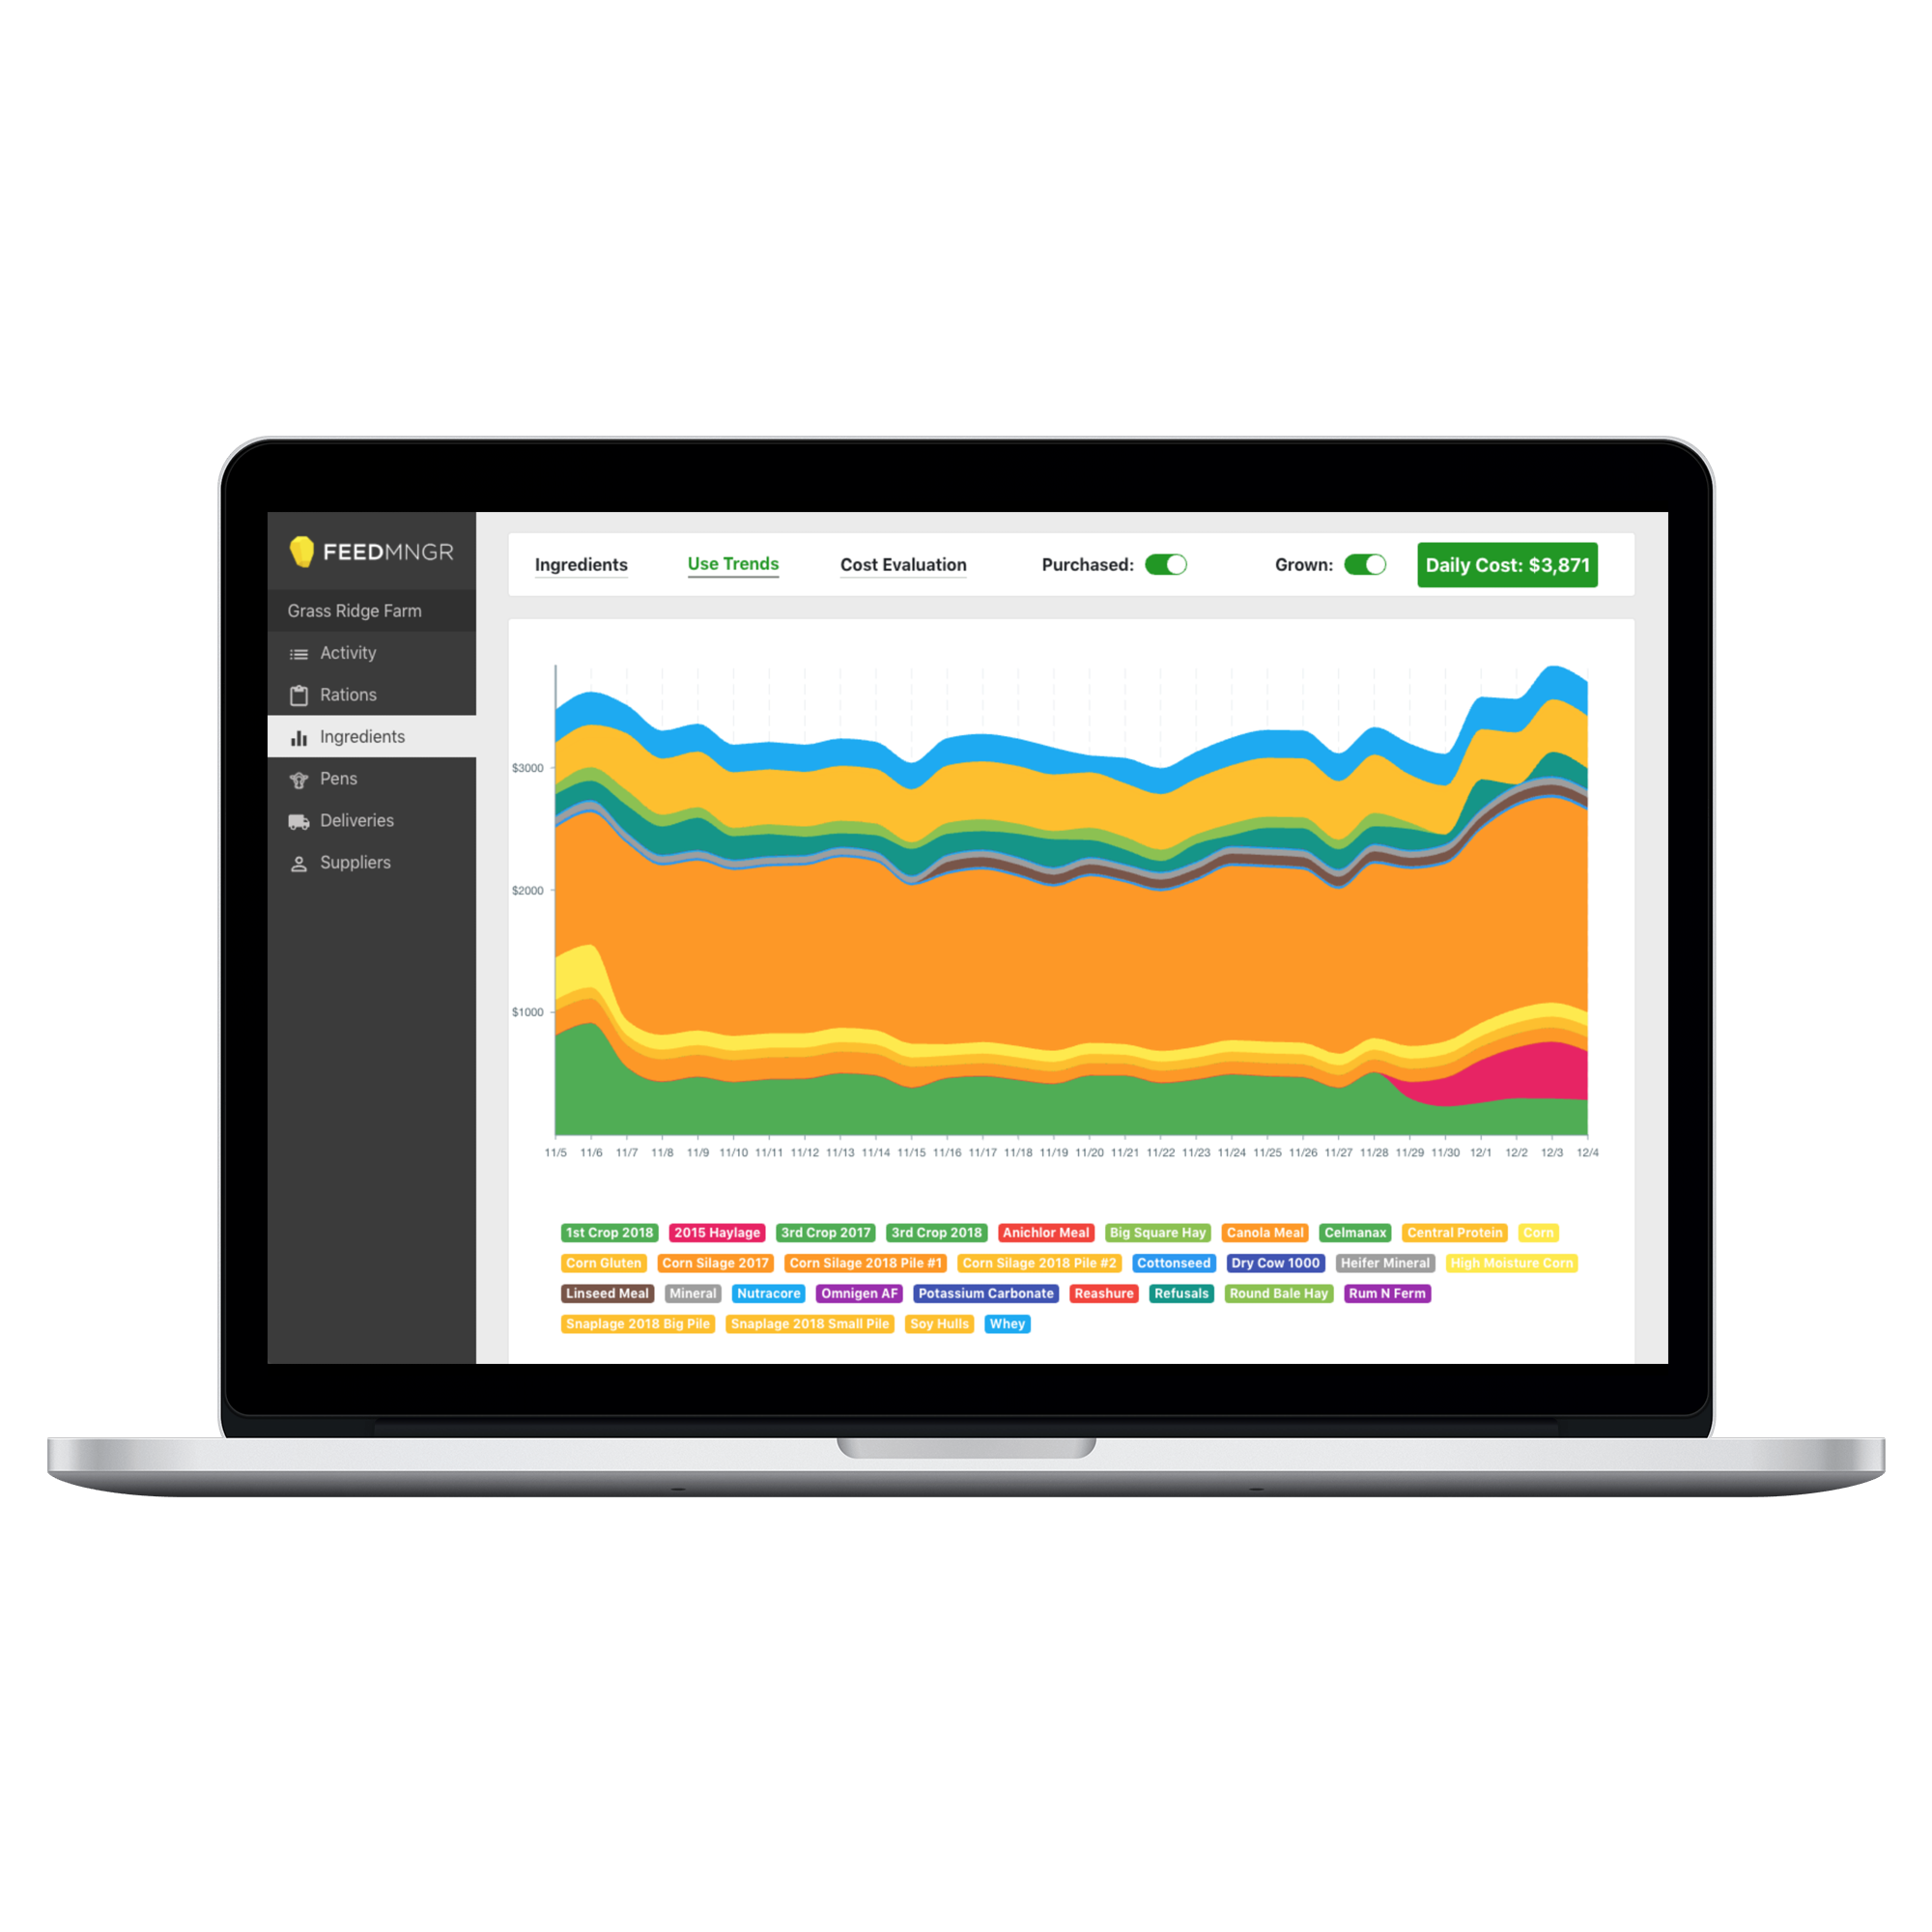 FEEDMNGR
Grass Ridge Farm
Activity
Rations
Ingredients
Pens
Deliveries
Suppliers
Ingredients Use Trends Cost Evaluation Purchased: Grown: Daily Cost: $3,871
$3000
$2000
$1000
11/5 11/6 11/7 11/8 11/9 11/10 11/11 11/12 11/13 11/14 11/15 11/16 11/17 11/18 11/19 11/20 11/21 11/22 11/23 11/24 11/25 11/26 11/27 11/28 11/29 11/30 12/1 12/2 12/3 12/4
1st Crop 2018 2015 Haylage 3rd Crop 2017 3rd Crop 2018 Anichlor Meal Big Square Hay Canola Meal Celmanax Central Protein Corn
Corn Gluten Corn Silage 2017 Corn Silage 2018 Pile #1 Corn Silage 2018 Pile #2 Cottonseed Dry Cow 1000 Heifer Mineral High Moisture Corn
Linseed Meal Mineral Nutracore Omnigen AF Potassium Carbonate Reashure Refusals Round Bale Hay Rum N Ferm
Snaplage 2018 Big Pile Snaplage 2018 Small Pile Soy Hulls Whey